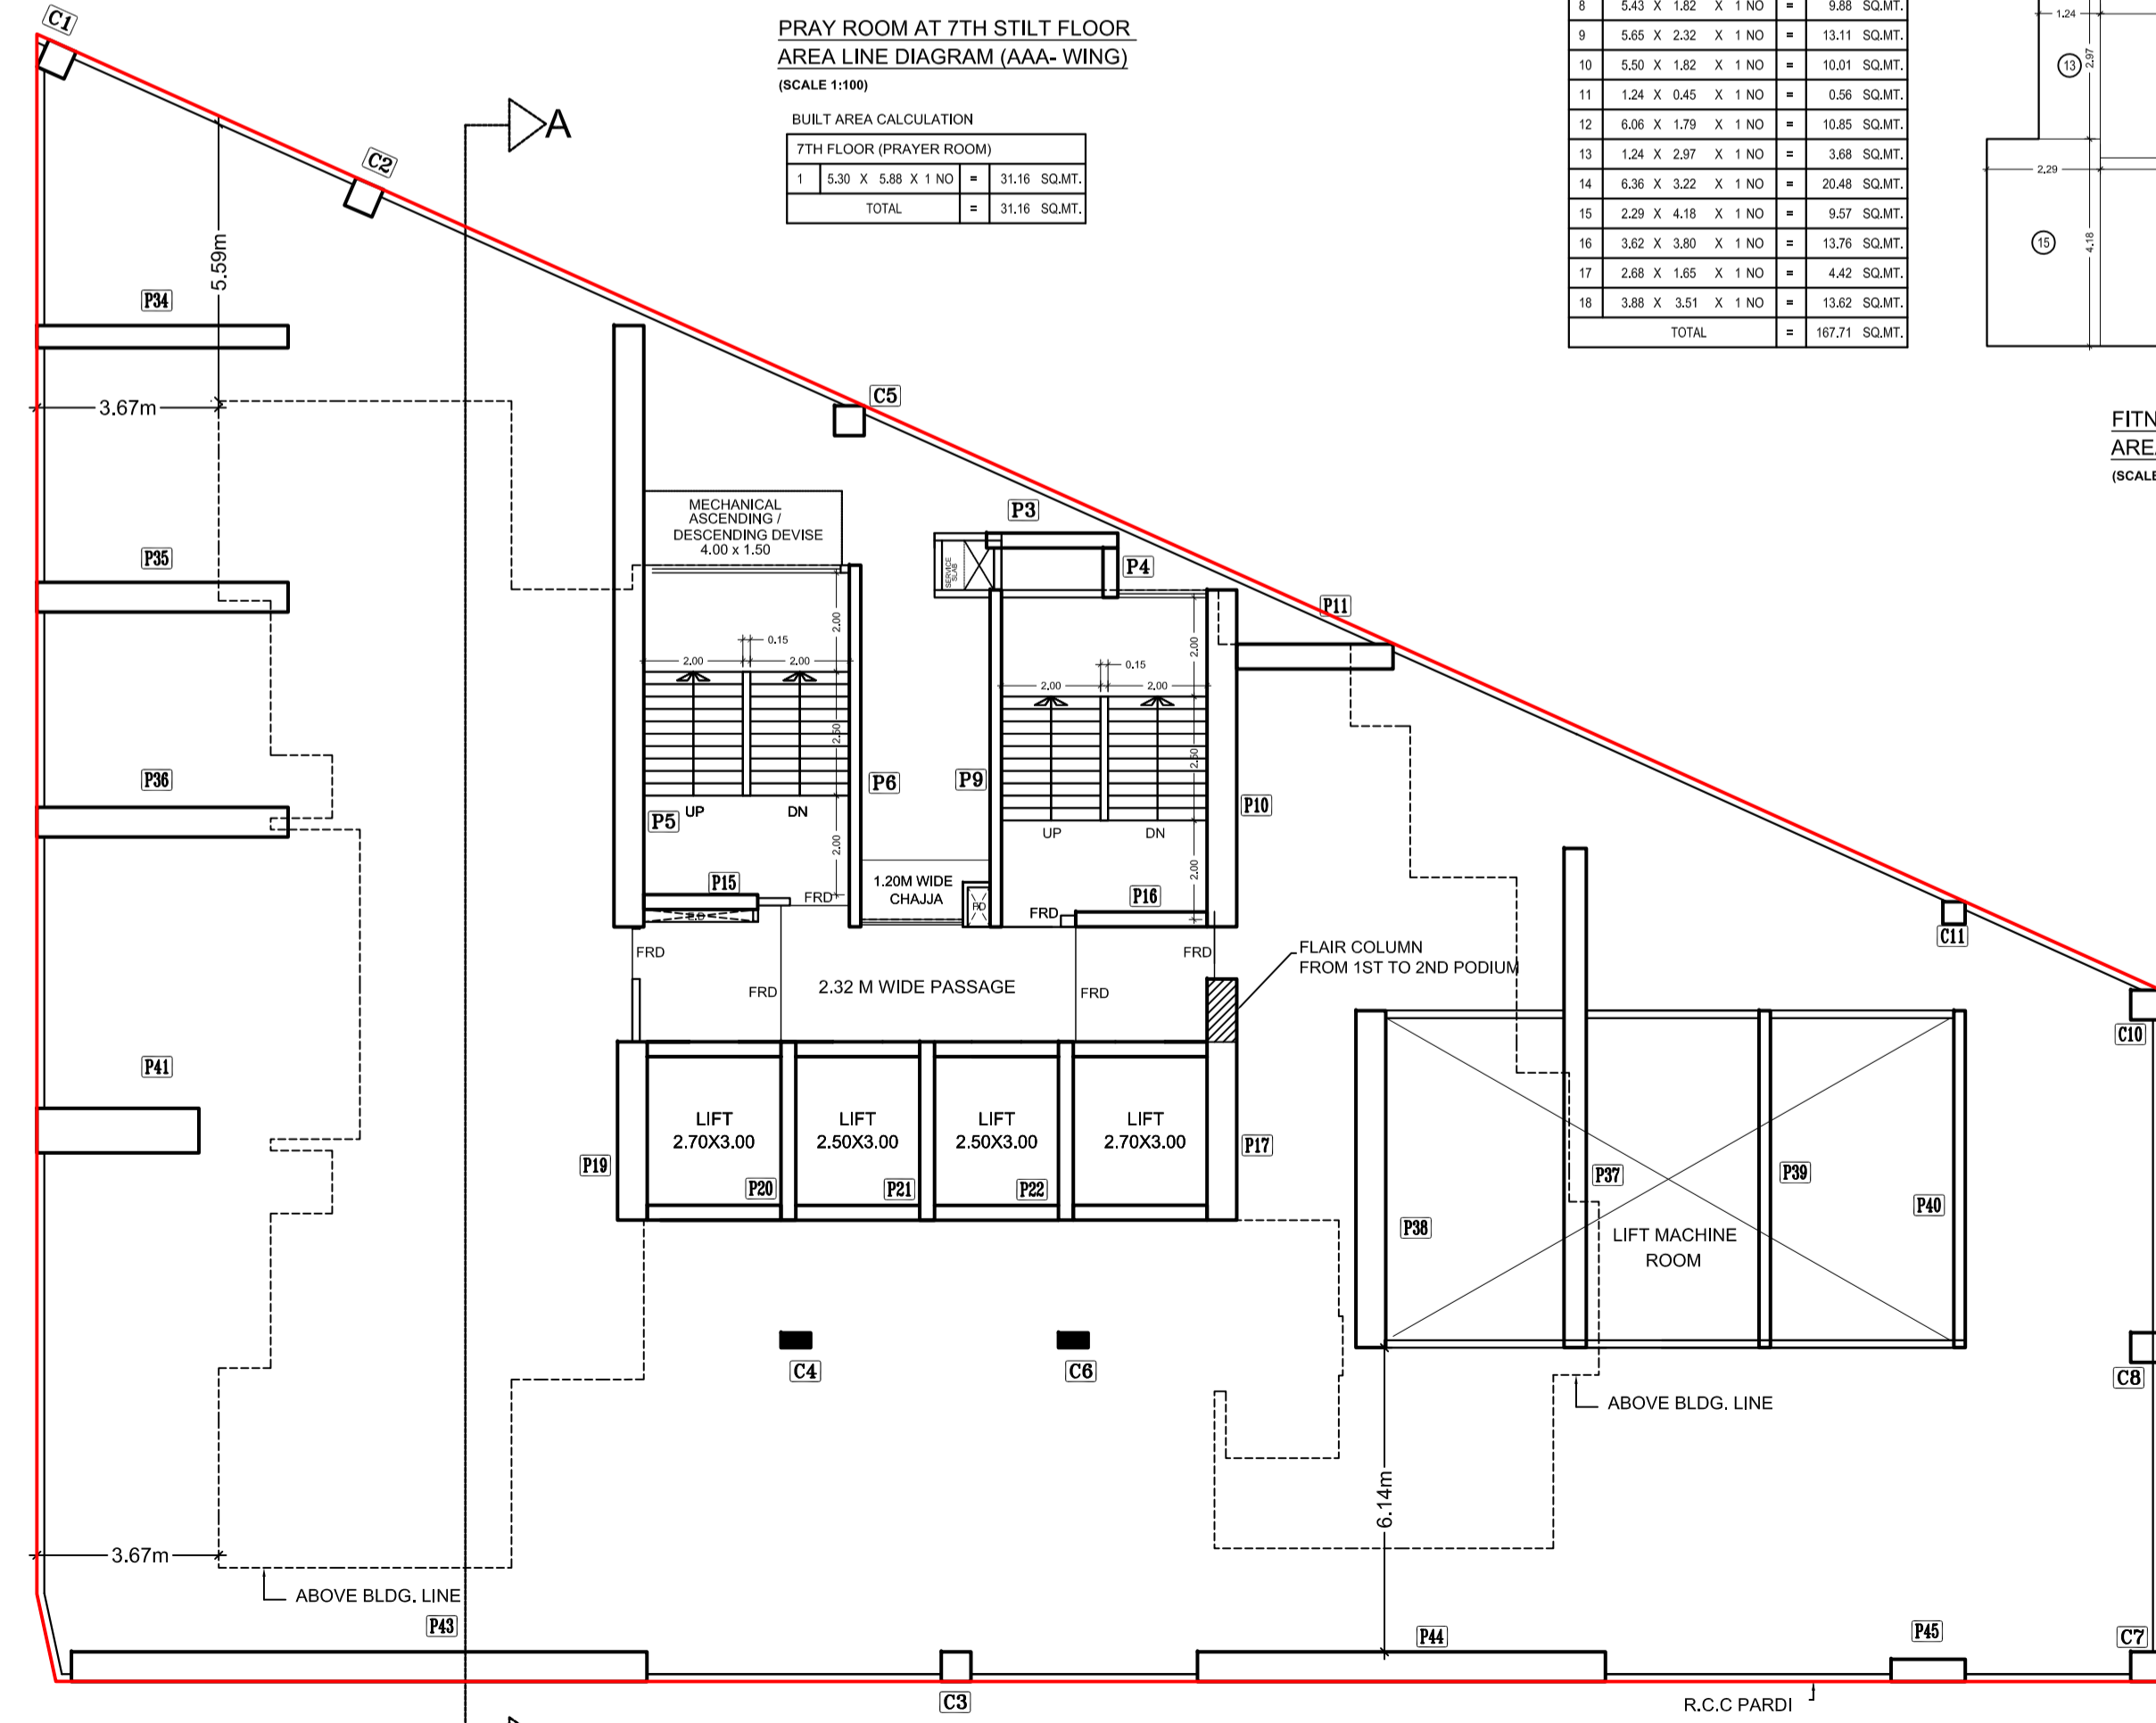 C1
PRAY ROOM AT 7TH STILT FLOOR
AREA LINE DIAGRAM (AAA- WING)
(SCALE 1:100)
BUILT AREA CALCULATION
7TH FLOOR (PRAYER ROOM)
1 5.30 X 5.88 X 1 NO = 31.16 SQ.MT.
TOTAL = 31.16 SQ.MT.
8 5.43 X 1.82 X 1 NO = 9.88 SQ.MT.
9 5.65 X 2.32 X 1 NO = 13.11 SQ.MT.
10 5.50 X 1.82 X 1 NO = 10.01 SQ.MT.
11 1.24 X 0.45 X 1 NO = 0.56 SQ.MT.
12 6.06 X 1.79 X 1 NO = 10.85 SQ.MT.
13 1.24 X 2.97 X 1 NO = 3.68 SQ.MT.
14 6.36 X 3.22 X 1 NO = 20.48 SQ.MT.
15 2.29 X 4.18 X 1 NO = 9.57 SQ.MT.
16 3.62 X 3.80 X 1 NO = 13.76 SQ.MT.
17 2.68 X 1.65 X 1 NO = 4.42 SQ.MT.
18 3.88 X 3.51 X 1 NO = 13.62 SQ.MT.
TOTAL = 167.71 SQ.MT.
1.24
13
2.97
2.29
15
4.18
FITN
ARE
(SCALE
A
C2
5.59m
P34
3.67m
C5
MECHANICAL
ASCENDING /
DESCENDING DEVISE
4.00 x 1.50
P3
SERVICE
SLAB
P4
P35
P11
2.00
0.15
2.00
2.00
2.50
2.00
2.00
0.15
2.00
2.00
2.50
2.00
P36
P6
P9
P10
P5
UP
DN
UP
DN
P15
FRD
1.20M WIDE
CHAJJA
FD
FRD
P16
C11
FRD
FRD
2.32 M WIDE PASSAGE
FRD
FRD
FLAIR COLUMN
FROM 1ST TO 2ND PODIUM
C10
P41
LIFT
2.70X3.00
LIFT
2.50X3.00
LIFT
2.50X3.00
LIFT
2.70X3.00
P19
P20
P21
P22
P17
P37
P39
P40
P38
LIFT MACHINE
ROOM
C4
C6
C8
ABOVE BLDG. LINE
6.14m
3.67m
ABOVE BLDG. LINE
P43
P44
P45
C7
C3
R.C.C PARDI